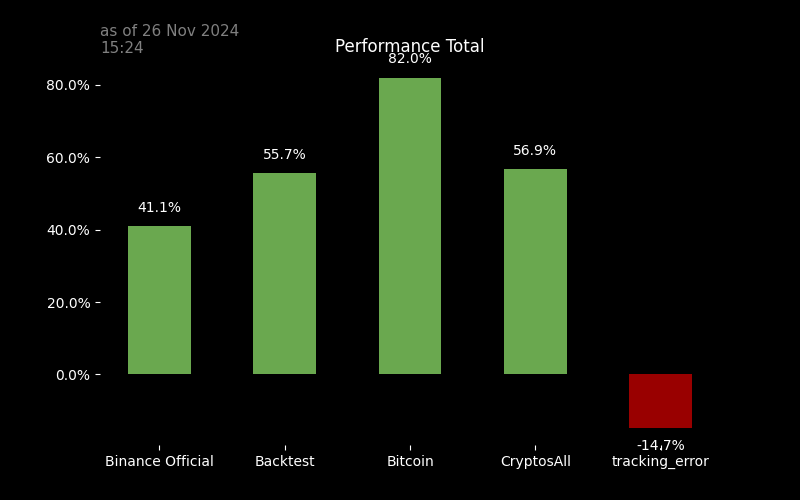 as of 26 Nov 2024
15:24
Performance Total
82.0%
80.0%
60.0%
40.0%
20.0%
0.0%
41.1%
55.7%
56.9%
-14.7%
Binance Official
Backtest
Bitcoin
CryptosAll
tracking_error